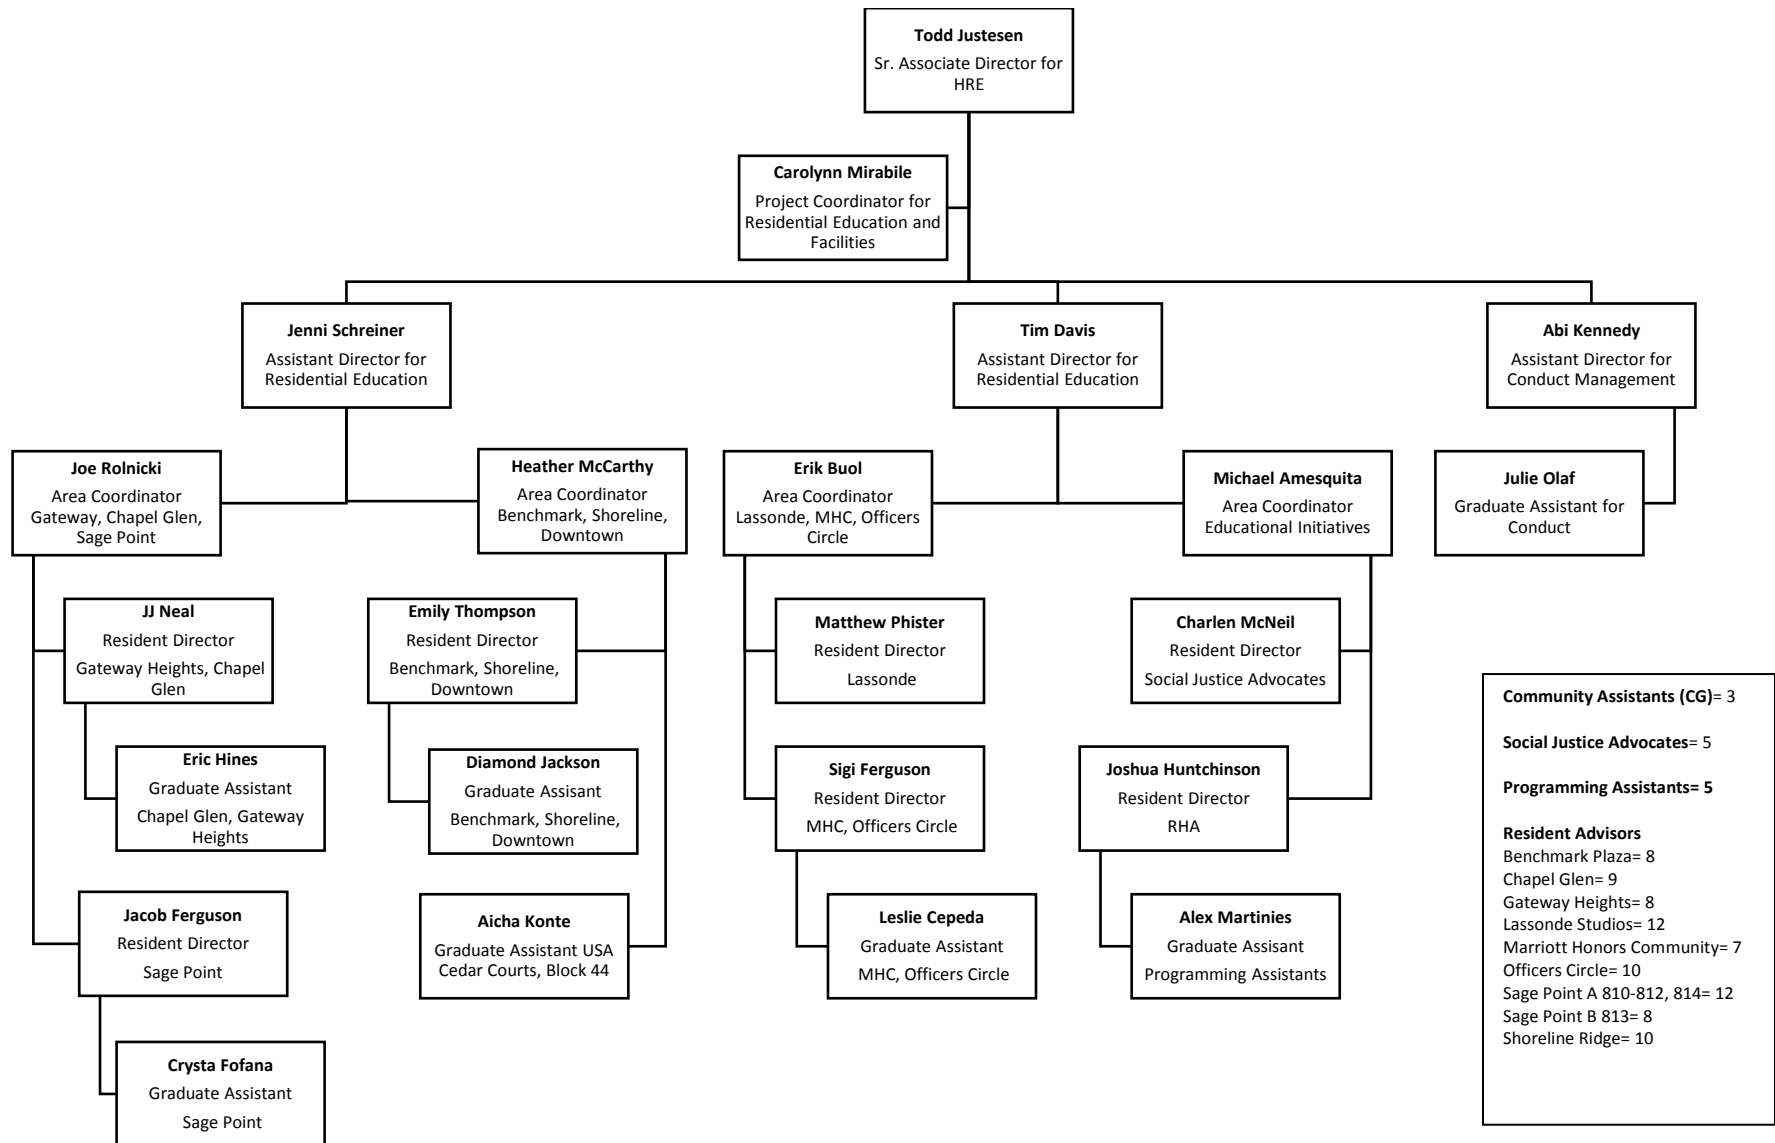 Todd Justesen
Sr. Associate Director for
HRE
Carolynn Mirabile
Project Coordinator for
Residential Education and
Facilities
Jenni Schreiner
Assistant Director for
Residential Education
Tim Davis
Assistant Director for
Residential Education
Abi Kennedy
Assistant Director for
Conduct Management
Joe Rolnicki
Area Coordinator
Gateway, Chapel Glen,
Sage Point
Heather McCarthy
Area Coordinator
Benchmark, Shoreline,
Downtown
Erik Buol
Area Coordinator
Lassonde, MHC, Officers
Circle
Michael Amesquita
Area Coordinator
Educational Initiatives
Julie Olaf
Graduate Assistant for
Conduct
JJ Neal
Resident Director
Gateway Heights, Chapel
Glen
Emily Thompson
Resident Director
Benchmark, Shoreline,
Downtown
Matthew Phister
Resident Director
Lassonde
Charlen McNeil
Resident Director
Social Justice Advocates
Eric Hines
Graduate Assistant
Chapel Glen, Gateway
Heights
Diamond Jackson
Graduate Assisant
Benchmark, Shoreline,
Downtown
Sigi Ferguson
Resident Director
MHC, Officers Circle
Joshua Huntchinson
Resident Director
RHA
Jacob Ferguson
Resident Director
Sage Point
Aicha Konte
Graduate Assistant USA
Cedar Courts, Block 44
Leslie Cepeda
Graduate Assistant
MHC, Officers Circle
Alex Martinies
Graduate Assisant
Programming Assistants
Crysta Fofana
Graduate Assistant
Sage Point
Community Assistants (CG)= 3
Social Justice Advocates= 5
Programming Assistants= 5
Resident Advisors
Benchmark Plaza= 8
Chapel Glen= 9
Gateway Heights= 8
Lassonde Studios= 12
Marriott Honors Community= 7
Officers Circle= 10
Sage Point A 810-812, 814= 12
Sage Point B 813= 8
Shoreline Ridge= 10